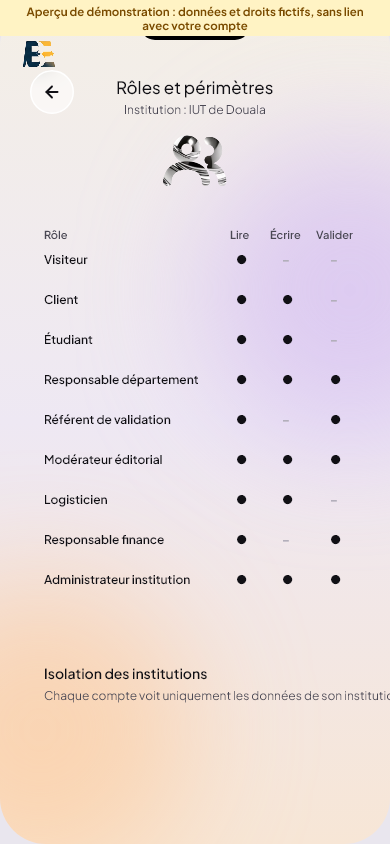 Aperçu de démonstration : données et droits fictifs, sans lien
avec votre compte
Rôles et périmètres
Institution : IUT de Douala
Rôle Lire Écrire Valider
Visiteur ● – –
Client ● ● –
Étudiant ● ● –
Responsable département ● ● ●
Référent de validation ● – ●
Modérateur éditorial ● ● ●
Logisticien ● ● –
Responsable finance ● – ●
Administrateur institution ● ● ●
Isolation des institutions
Chaque compte voit uniquement les données de son